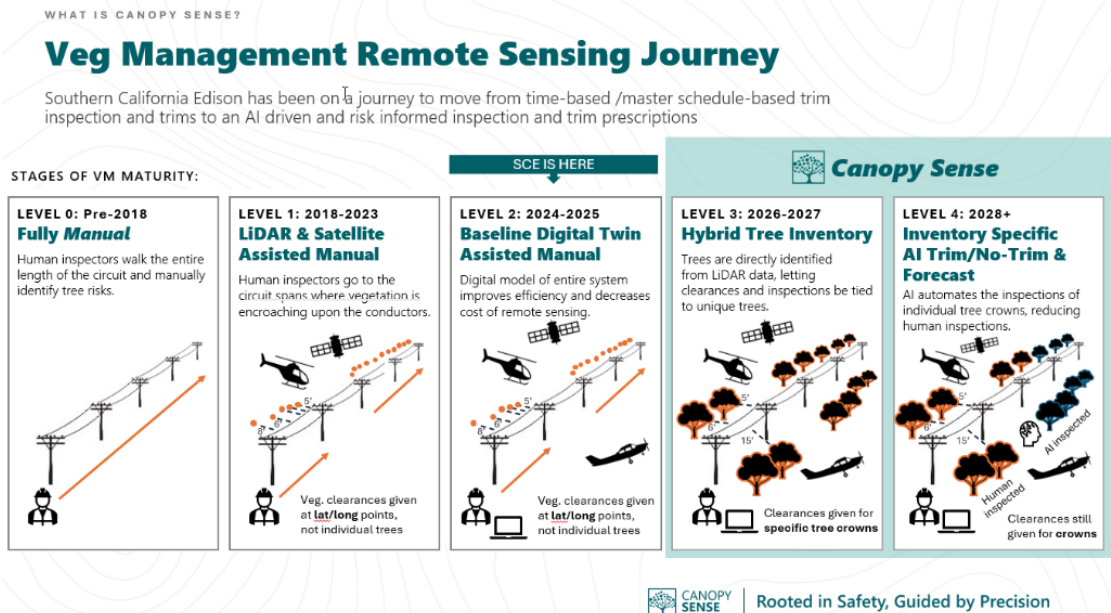 WHAT IS CANOPY SENSE?
Veg Management Remote Sensing Journey
Southern California Edison has been on a journey to move from time-based /master schedule-based trim
inspection and trims to an AI driven and risk informed inspection and trim prescriptions
SCE IS HERE
Canopy Sense
STAGES OF VM MATURITY:
LEVEL 0: Pre-2018
Fully Manual
Human inspectors walk the entire
length of the circuit and manually
identify tree risks.
LEVEL 1: 2018-2023
LiDAR & Satellite
Assisted Manual
Human inspectors go to the
circuit spans where vegetation is
encroaching upon the conductors.
5'
6'
8'
Veg. clearances given
at lat/long points,
not individual trees
LEVEL 2: 2024-2025
Baseline Digital Twin
Assisted Manual
Digital model of entire system
improves efficiency and decreases
cost of remote sensing.
5'
6'
8'
Veg. clearances given
at lat/long points,
not individual trees
LEVEL 3: 2026-2027
Hybrid Tree Inventory
Trees are directly identified
from LiDAR data, letting
clearances and inspections be tied
to unique trees.
5'
6'
15'
Clearances given for
specific tree crowns
LEVEL 4: 2028+
Inventory Specific
AI Trim/No-Trim &
Forecast
AI automates the inspections of
individual tree crowns, reducing
human inspections.
5'
6'
15'
AI inspected
Human
inspected
Clearances still
given for crowns
CANOPY
SENSE
Rooted in Safety, Guided by Precision